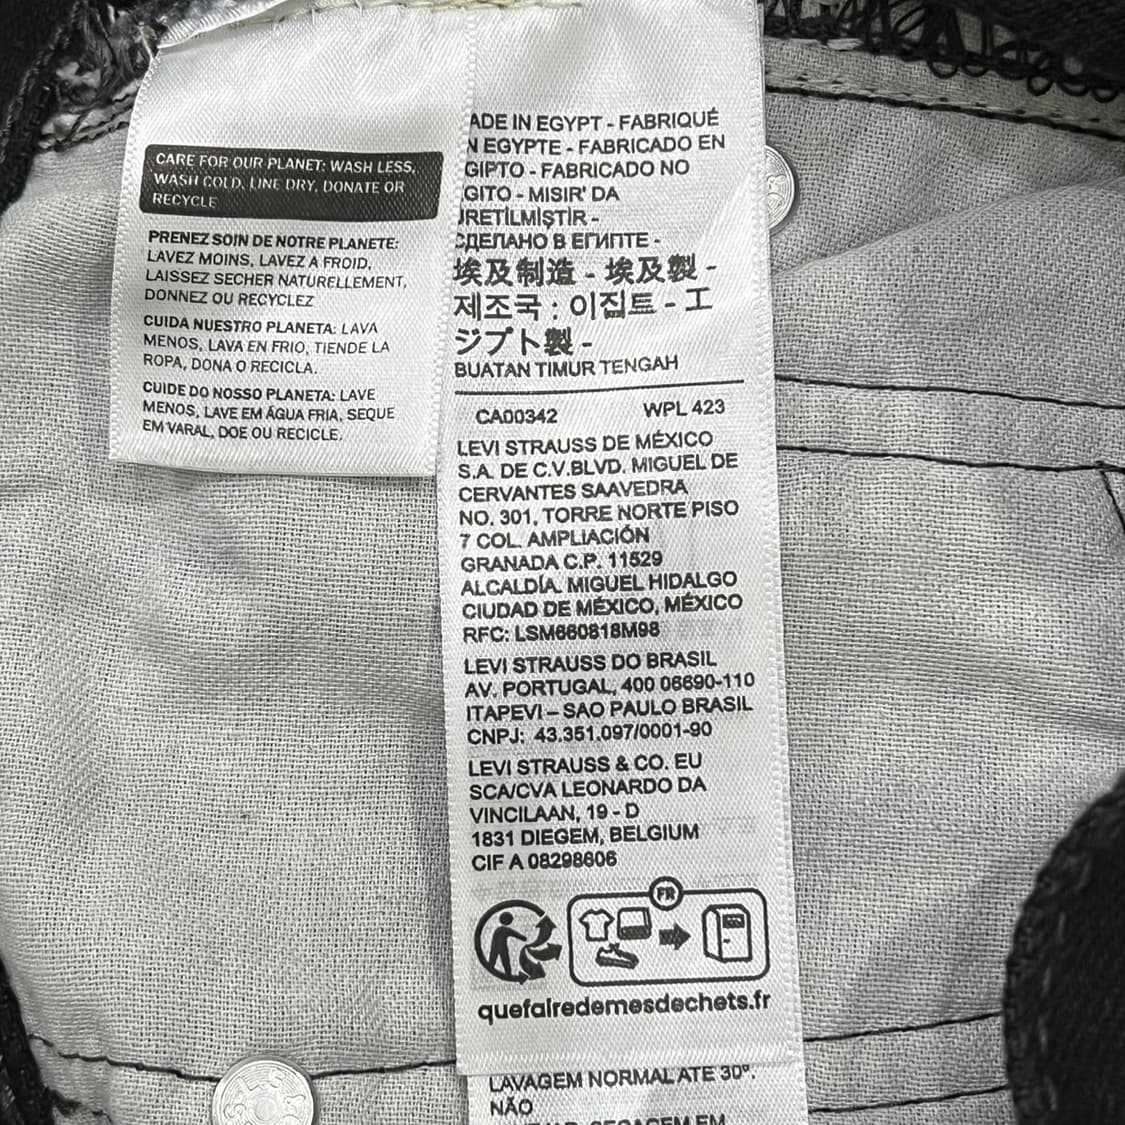 CARE FOR OUR PLANET: WASH LESS,
WASH COLD, LINE DRY, DONATE OR
RECYCLE
PRENEZ SOIN DE NOTRE PLANETE:
LAVEZ MOINS, LAVEZ A FROID,
LAISSEZ SECHER NATURELLEMENT,
DONNEZ OU RECYCLEZ
CUIDA NUESTRO PLANETA: LAVA
MENOS, LAVA EN FRIO, TIENDE LA
ROPA, DONA O RECICLA.
CUIDE DO NOSSO PLANETA: LAVE
MENOS, LAVE EM ÁGUA FRIA, SEQUE
EM VARAL, DOE OU RECICLE.
ADE IN EGYPT - FABRIQUÉ
N EGYPTE - FABRICADO EN
GIPTO - FABRICADO NO
GITO - MISIR' DA
ÜRETİLMİŞTİR -
СДЕЛАНО В ЕГИПТЕ -
埃及制造 - 埃及製 -
제조국 : 이집트 - エ
ジプト製 -
BUATAN TIMUR TENGAH
CA00342 WPL 423
LEVI STRAUSS DE MÉXICO
S.A. DE C.V.BLVD. MIGUEL DE
CERVANTES SAAVEDRA
NO. 301, TORRE NORTE PISO
7 COL. AMPLIACIÓN
GRANADA C.P. 11529
ALCALDÍA. MIGUEL HIDALGO
CIUDAD DE MÉXICO, MÉXICO
RFC: LSM660818M98
LEVI STRAUSS DO BRASIL
AV. PORTUGAL, 400 06690-110
ITAPEVI – SAO PAULO BRASIL
CNPJ: 43.351.097/0001-90
LEVI STRAUSS & CO. EU
SCA/CVA LEONARDO DA
VINCILAAN, 19 - D
1831 DIEGEM, BELGIUM
CIF A 08298606
FR
quefairedemesdechets.fr
LAVAGEM NORMAL ATE 30º.
NÃO
SECAGEM EM